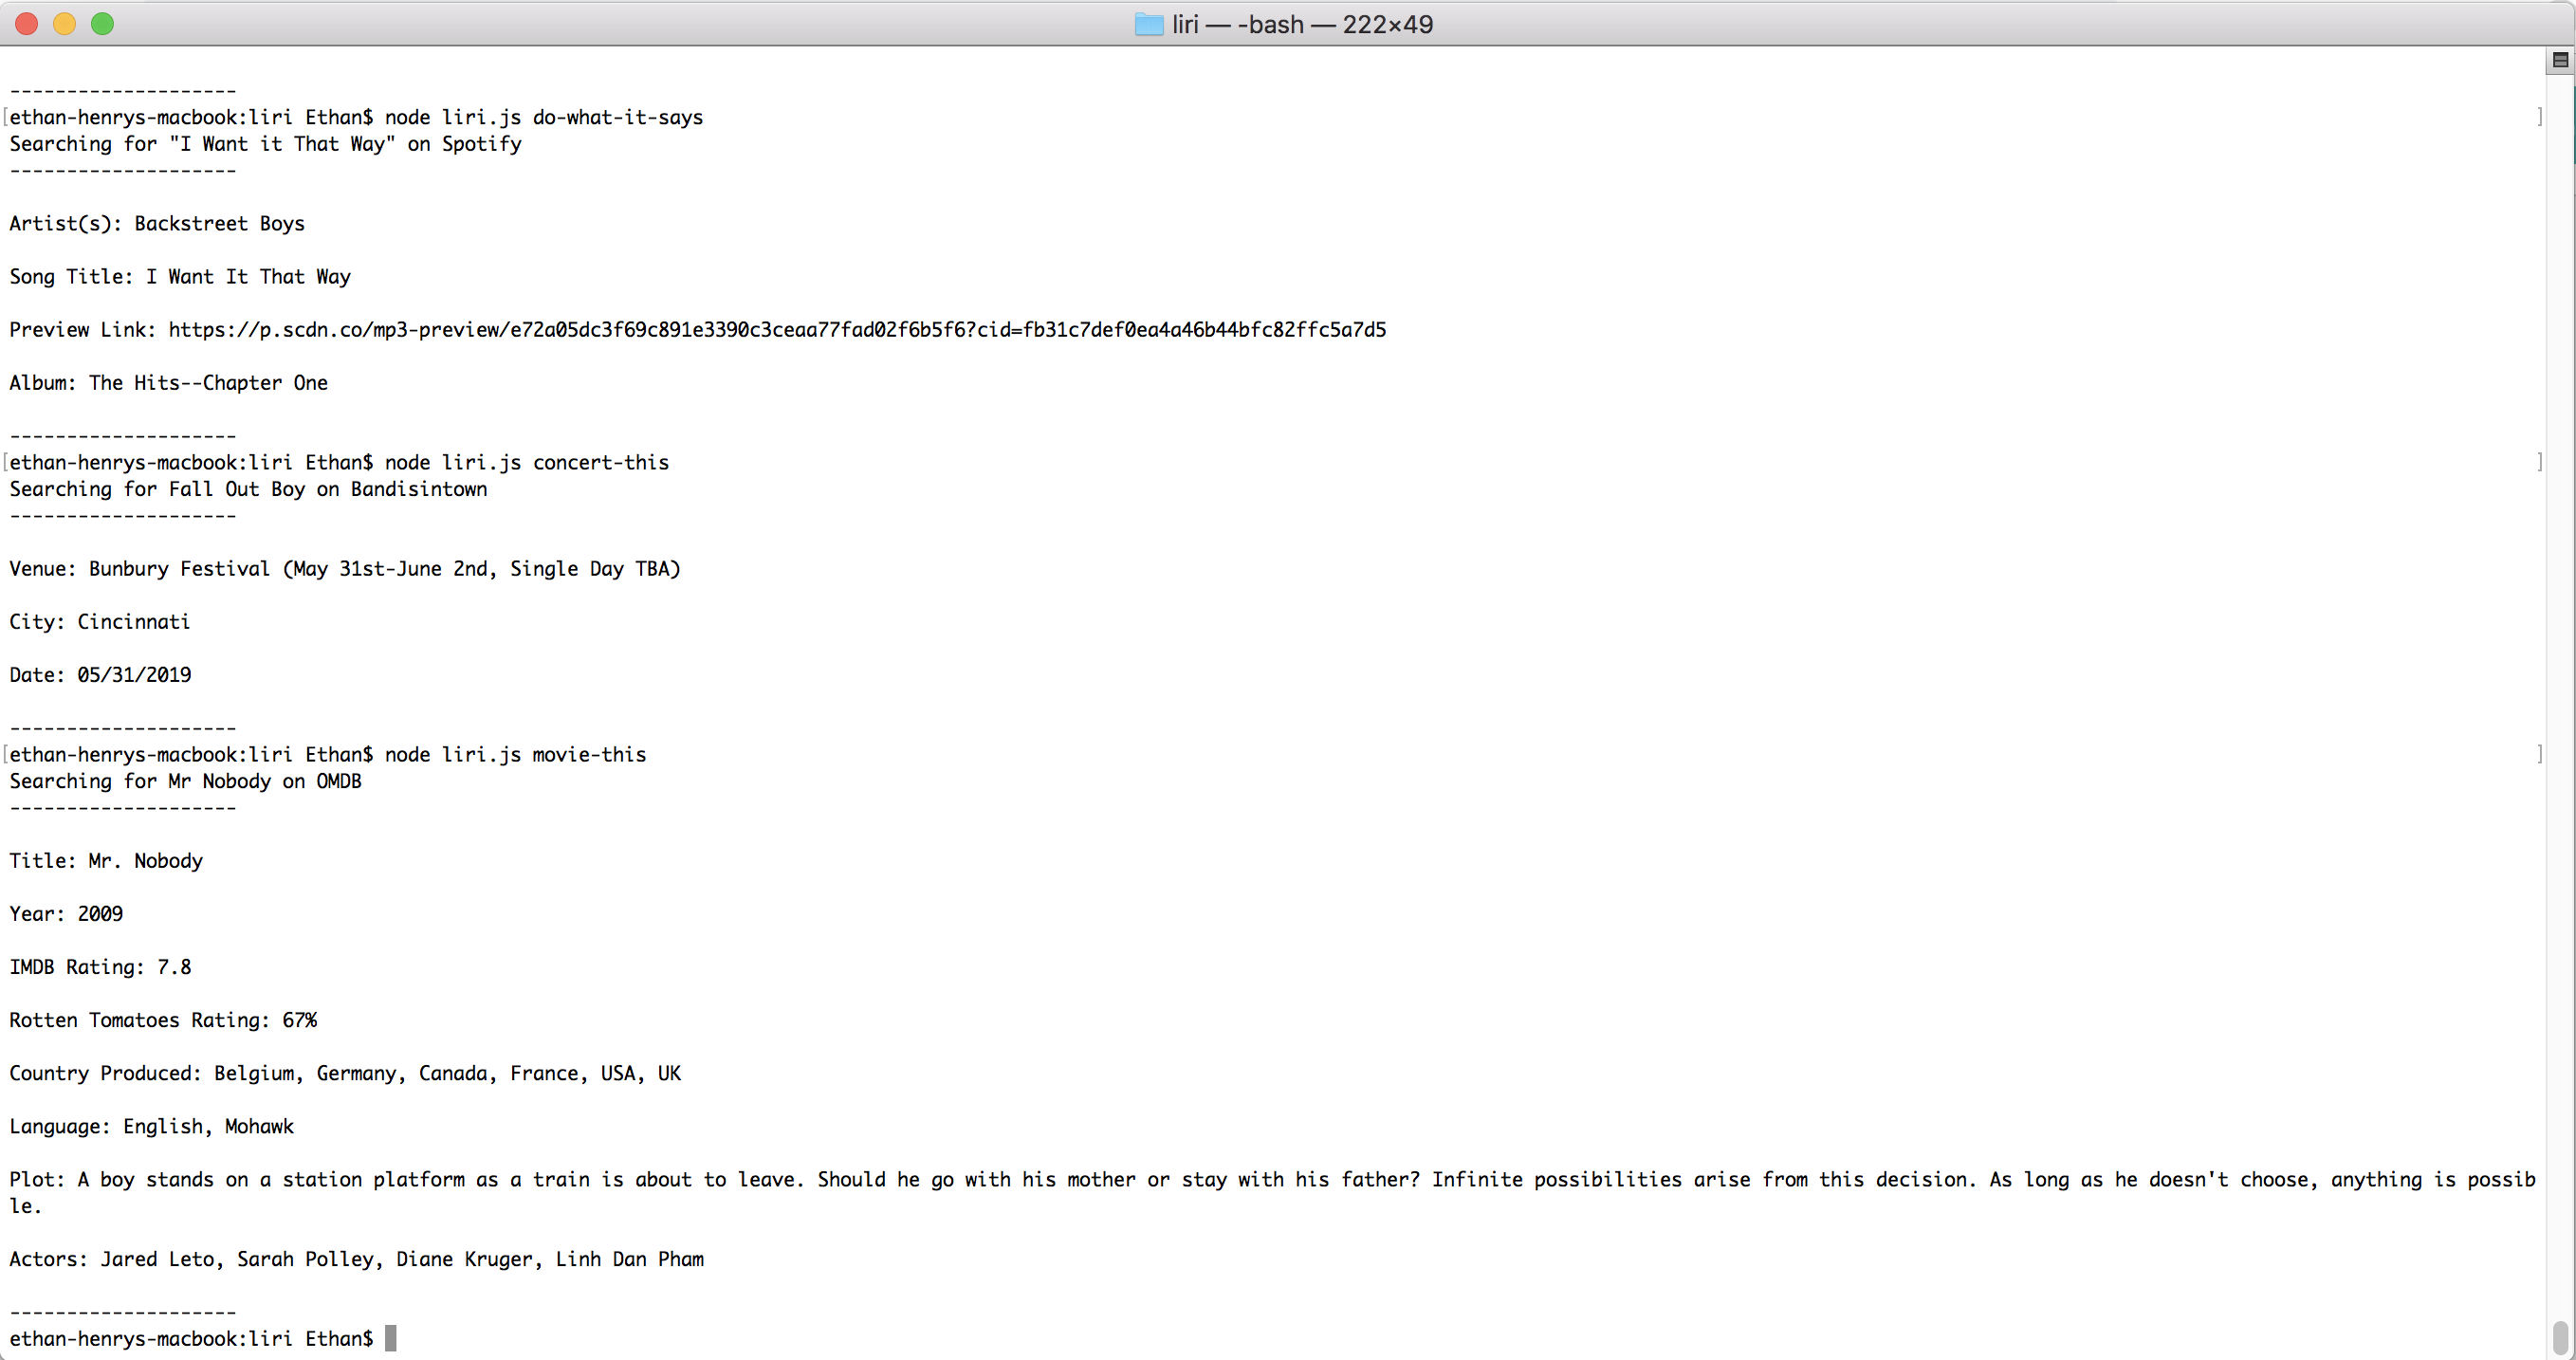 liri — -bash — 222×49
--------------------
[ethan-henrys-macbook:liri Ethan$ node liri.js do-what-it-says ]
Searching for "I Want it That Way" on Spotify
--------------------
Artist(s): Backstreet Boys
Song Title: I Want It That Way
Preview Link: https://p.scdn.co/mp3-preview/e72a05dc3f69c891e3390c3ceaa77fad02f6b5f6?cid=fb31c7def0ea4a46b44bfc82ffc5a7d5
Album: The Hits--Chapter One
--------------------
[ethan-henrys-macbook:liri Ethan$ node liri.js concert-this ]
Searching for Fall Out Boy on Bandisintown
--------------------
Venue: Bunbury Festival (May 31st-June 2nd, Single Day TBA)
City: Cincinnati
Date: 05/31/2019
--------------------
[ethan-henrys-macbook:liri Ethan$ node liri.js movie-this ]
Searching for Mr Nobody on OMDB
--------------------
Title: Mr. Nobody
Year: 2009
IMDB Rating: 7.8
Rotten Tomatoes Rating: 67%
Country Produced: Belgium, Germany, Canada, France, USA, UK
Language: English, Mohawk
Plot: A boy stands on a station platform as a train is about to leave. Should he go with his mother or stay with his father? Infinite possibilities arise from this decision. As long as he doesn't choose, anything is possib
le.
Actors: Jared Leto, Sarah Polley, Diane Kruger, Linh Dan Pham
--------------------
ethan-henrys-macbook:liri Ethan$